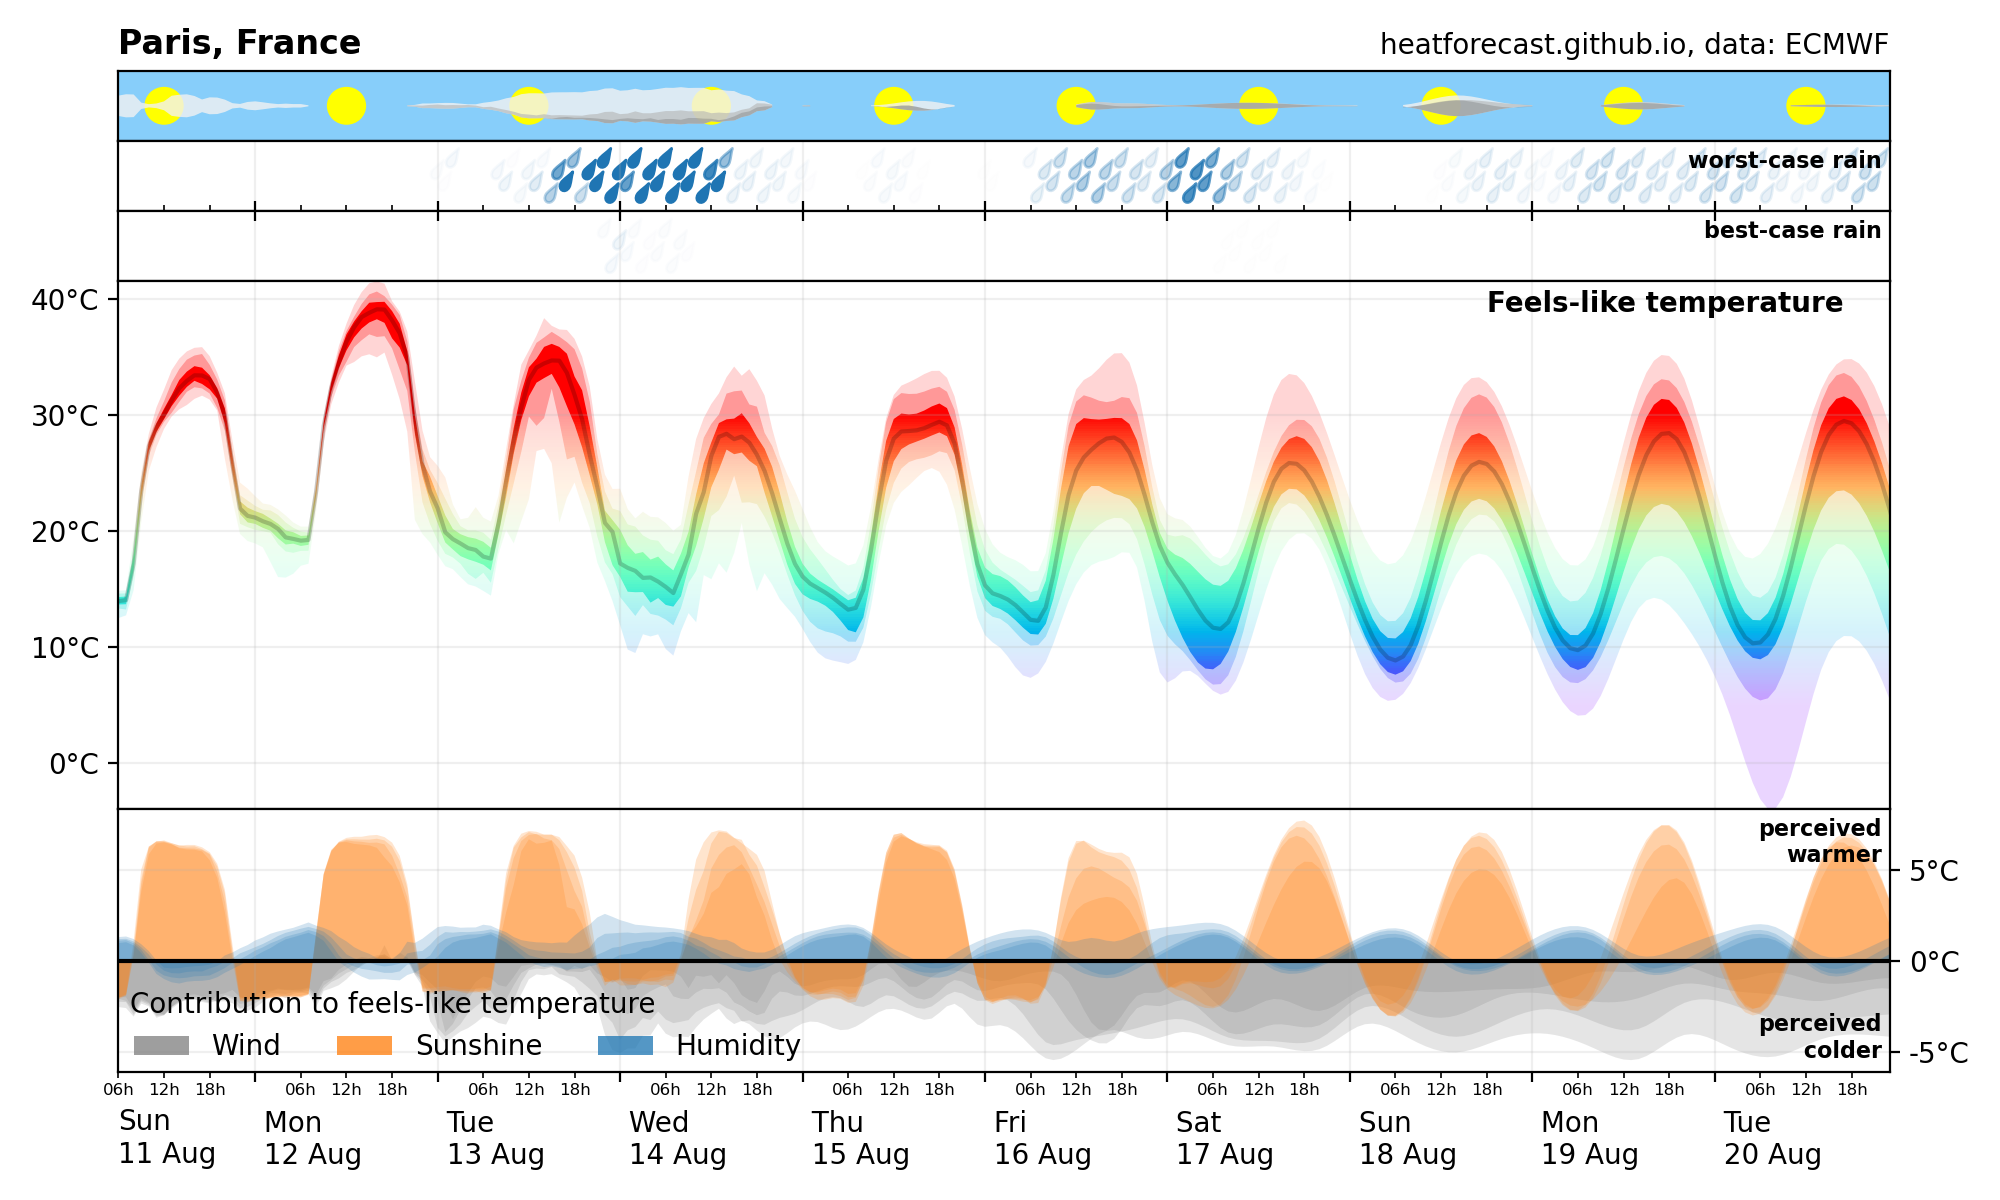 Paris, France
heatforecast.github.io, data: ECMWF
worst-case rain
best-case rain
40°C
30°C
20°C
10°C
0°C
Feels-like temperature
perceived
warmer
5°C
0°C
perceived
colder
-5°C
Contribution to feels-like temperature
Wind Sunshine Humidity
06h 12h 18h 06h 12h 18h 06h 12h 18h 06h 12h 18h 06h 12h 18h 06h 12h 18h 06h 12h 18h 06h 12h 18h 06h 12h 18h 06h 12h 18h
Sun Mon Tue Wed Thu Fri Sat Sun Mon Tue
11 Aug 12 Aug 13 Aug 14 Aug 15 Aug 16 Aug 17 Aug 18 Aug 19 Aug 20 Aug